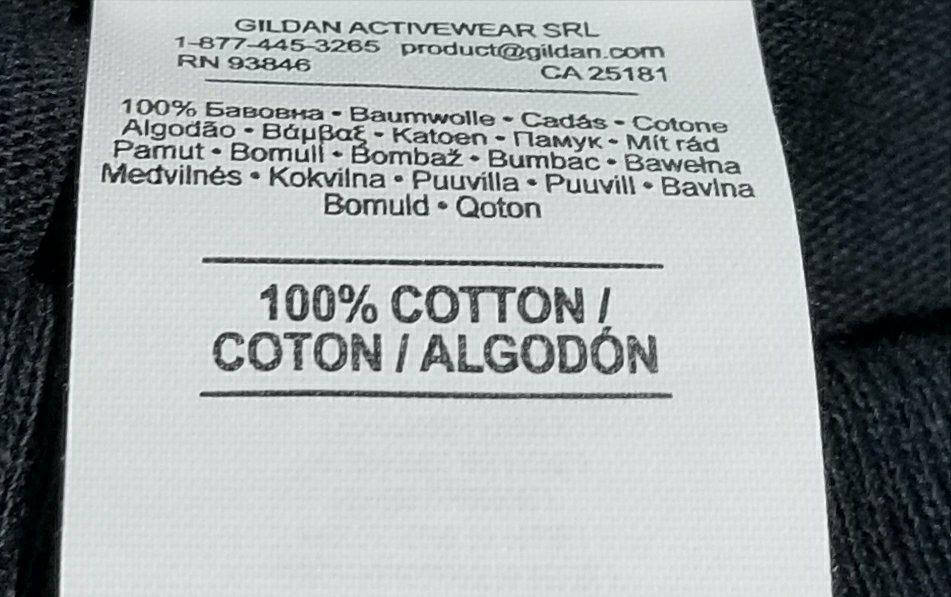 GILDAN ACTIVEWEAR SRL
1-877-445-3265 product@gildan.com
RN 93846 CA 25181
100% Бавовна • Baumwolle • Cadás • Cotone
Algodão • Βάμβαξ • Katoen • Памук • Mít rád
Pamut • Bomull • Bombaž • Bumbac • Bawełna
Medvilnės • Kokvilna • Puuvilla • Puuvill • Bavlna
Bomuld • Qoton
100% COTTON /
COTON / ALGODÓN